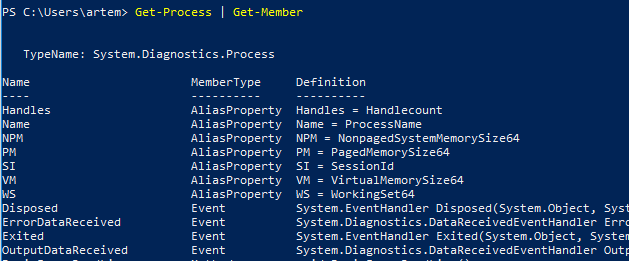 PS C:\Users\artem> Get-Process | Get-Member
TypeName: System.Diagnostics.Process
Name MemberType Definition
---- ---------- ----------
Handles AliasProperty Handles = Handlecount
Name AliasProperty Name = ProcessName
NPM AliasProperty NPM = NonpagedSystemMemorySize64
PM AliasProperty PM = PagedMemorySize64
SI AliasProperty SI = SessionId
VM AliasProperty VM = VirtualMemorySize64
WS AliasProperty WS = WorkingSet64
Disposed Event System.EventHandler Disposed(System.Object, Syst
ErrorDataReceived Event System.Diagnostics.DataReceivedEventHandler Erro
Exited Event System.EventHandler Exited(System.Object, System
OutputDataReceived Event System.Diagnostics.DataReceivedEventHandler Outp